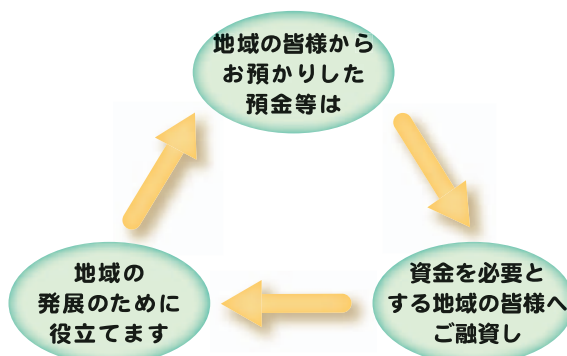 地域の皆様から
お預かりした
預金等は
資金を必要と
する地域の皆様へ
ご融資し
地域の
発展のために
役立てます